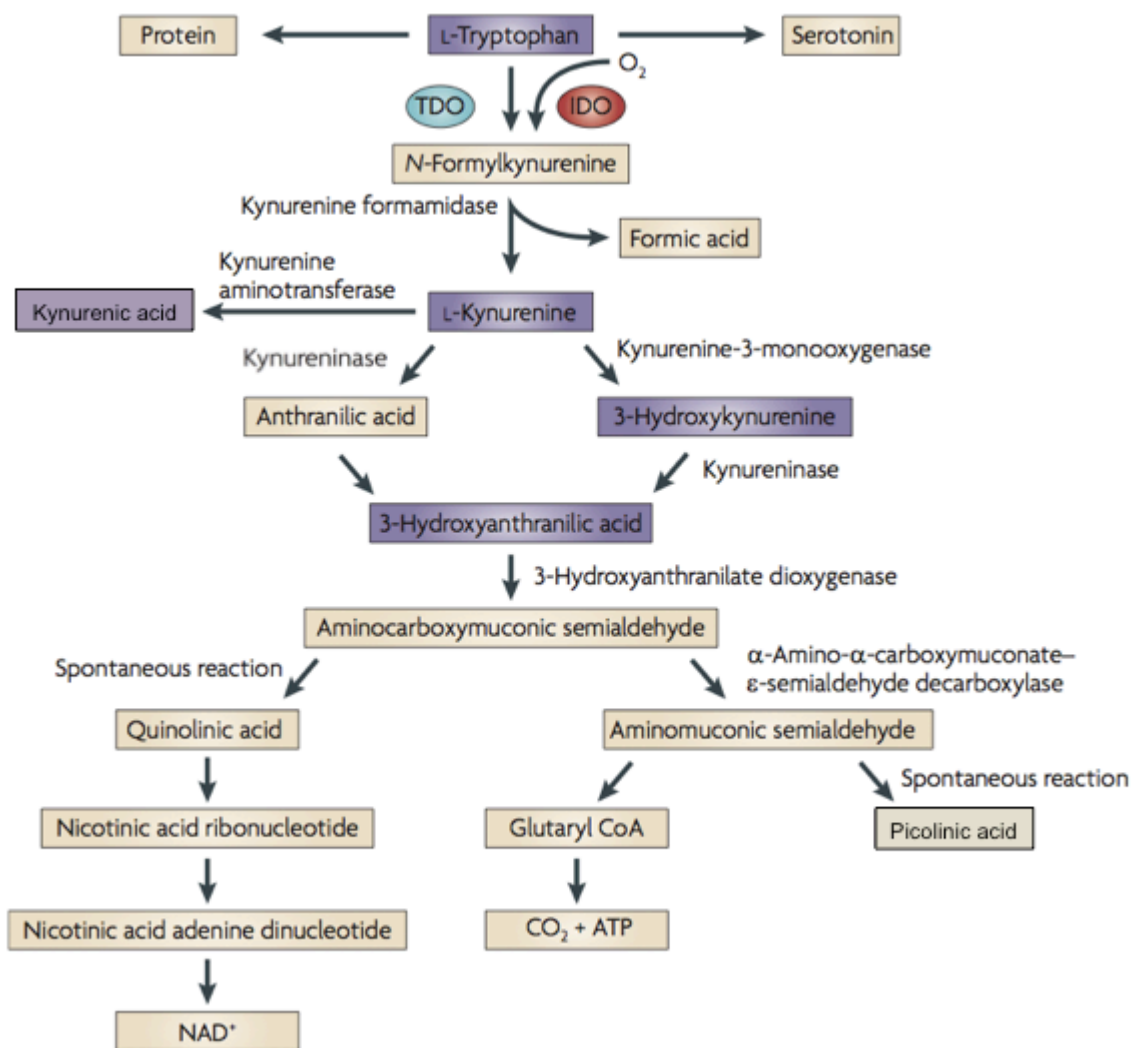 Protein
L-Tryptophan
Serotonin
O₂
TDO
IDO
N-Formylkynurenine
Kynurenine formamidase
Formic acid
Kynurenine
aminotransferase
Kynurenic acid
L-Kynurenine
Kynureninase
Kynurenine-3-monooxygenase
Anthranilic acid
3-Hydroxykynurenine
Kynureninase
3-Hydroxyanthranilic acid
3-Hydroxyanthranilate dioxygenase
Aminocarboxymuconic semialdehyde
Spontaneous reaction
α-Amino-α-carboxymuconate–
ε-semialdehyde decarboxylase
Quinolinic acid
Aminomuconic semialdehyde
Spontaneous reaction
Nicotinic acid ribonucleotide
Glutaryl CoA
Picolinic acid
Nicotinic acid adenine dinucleotide
CO₂ + ATP
NAD⁺